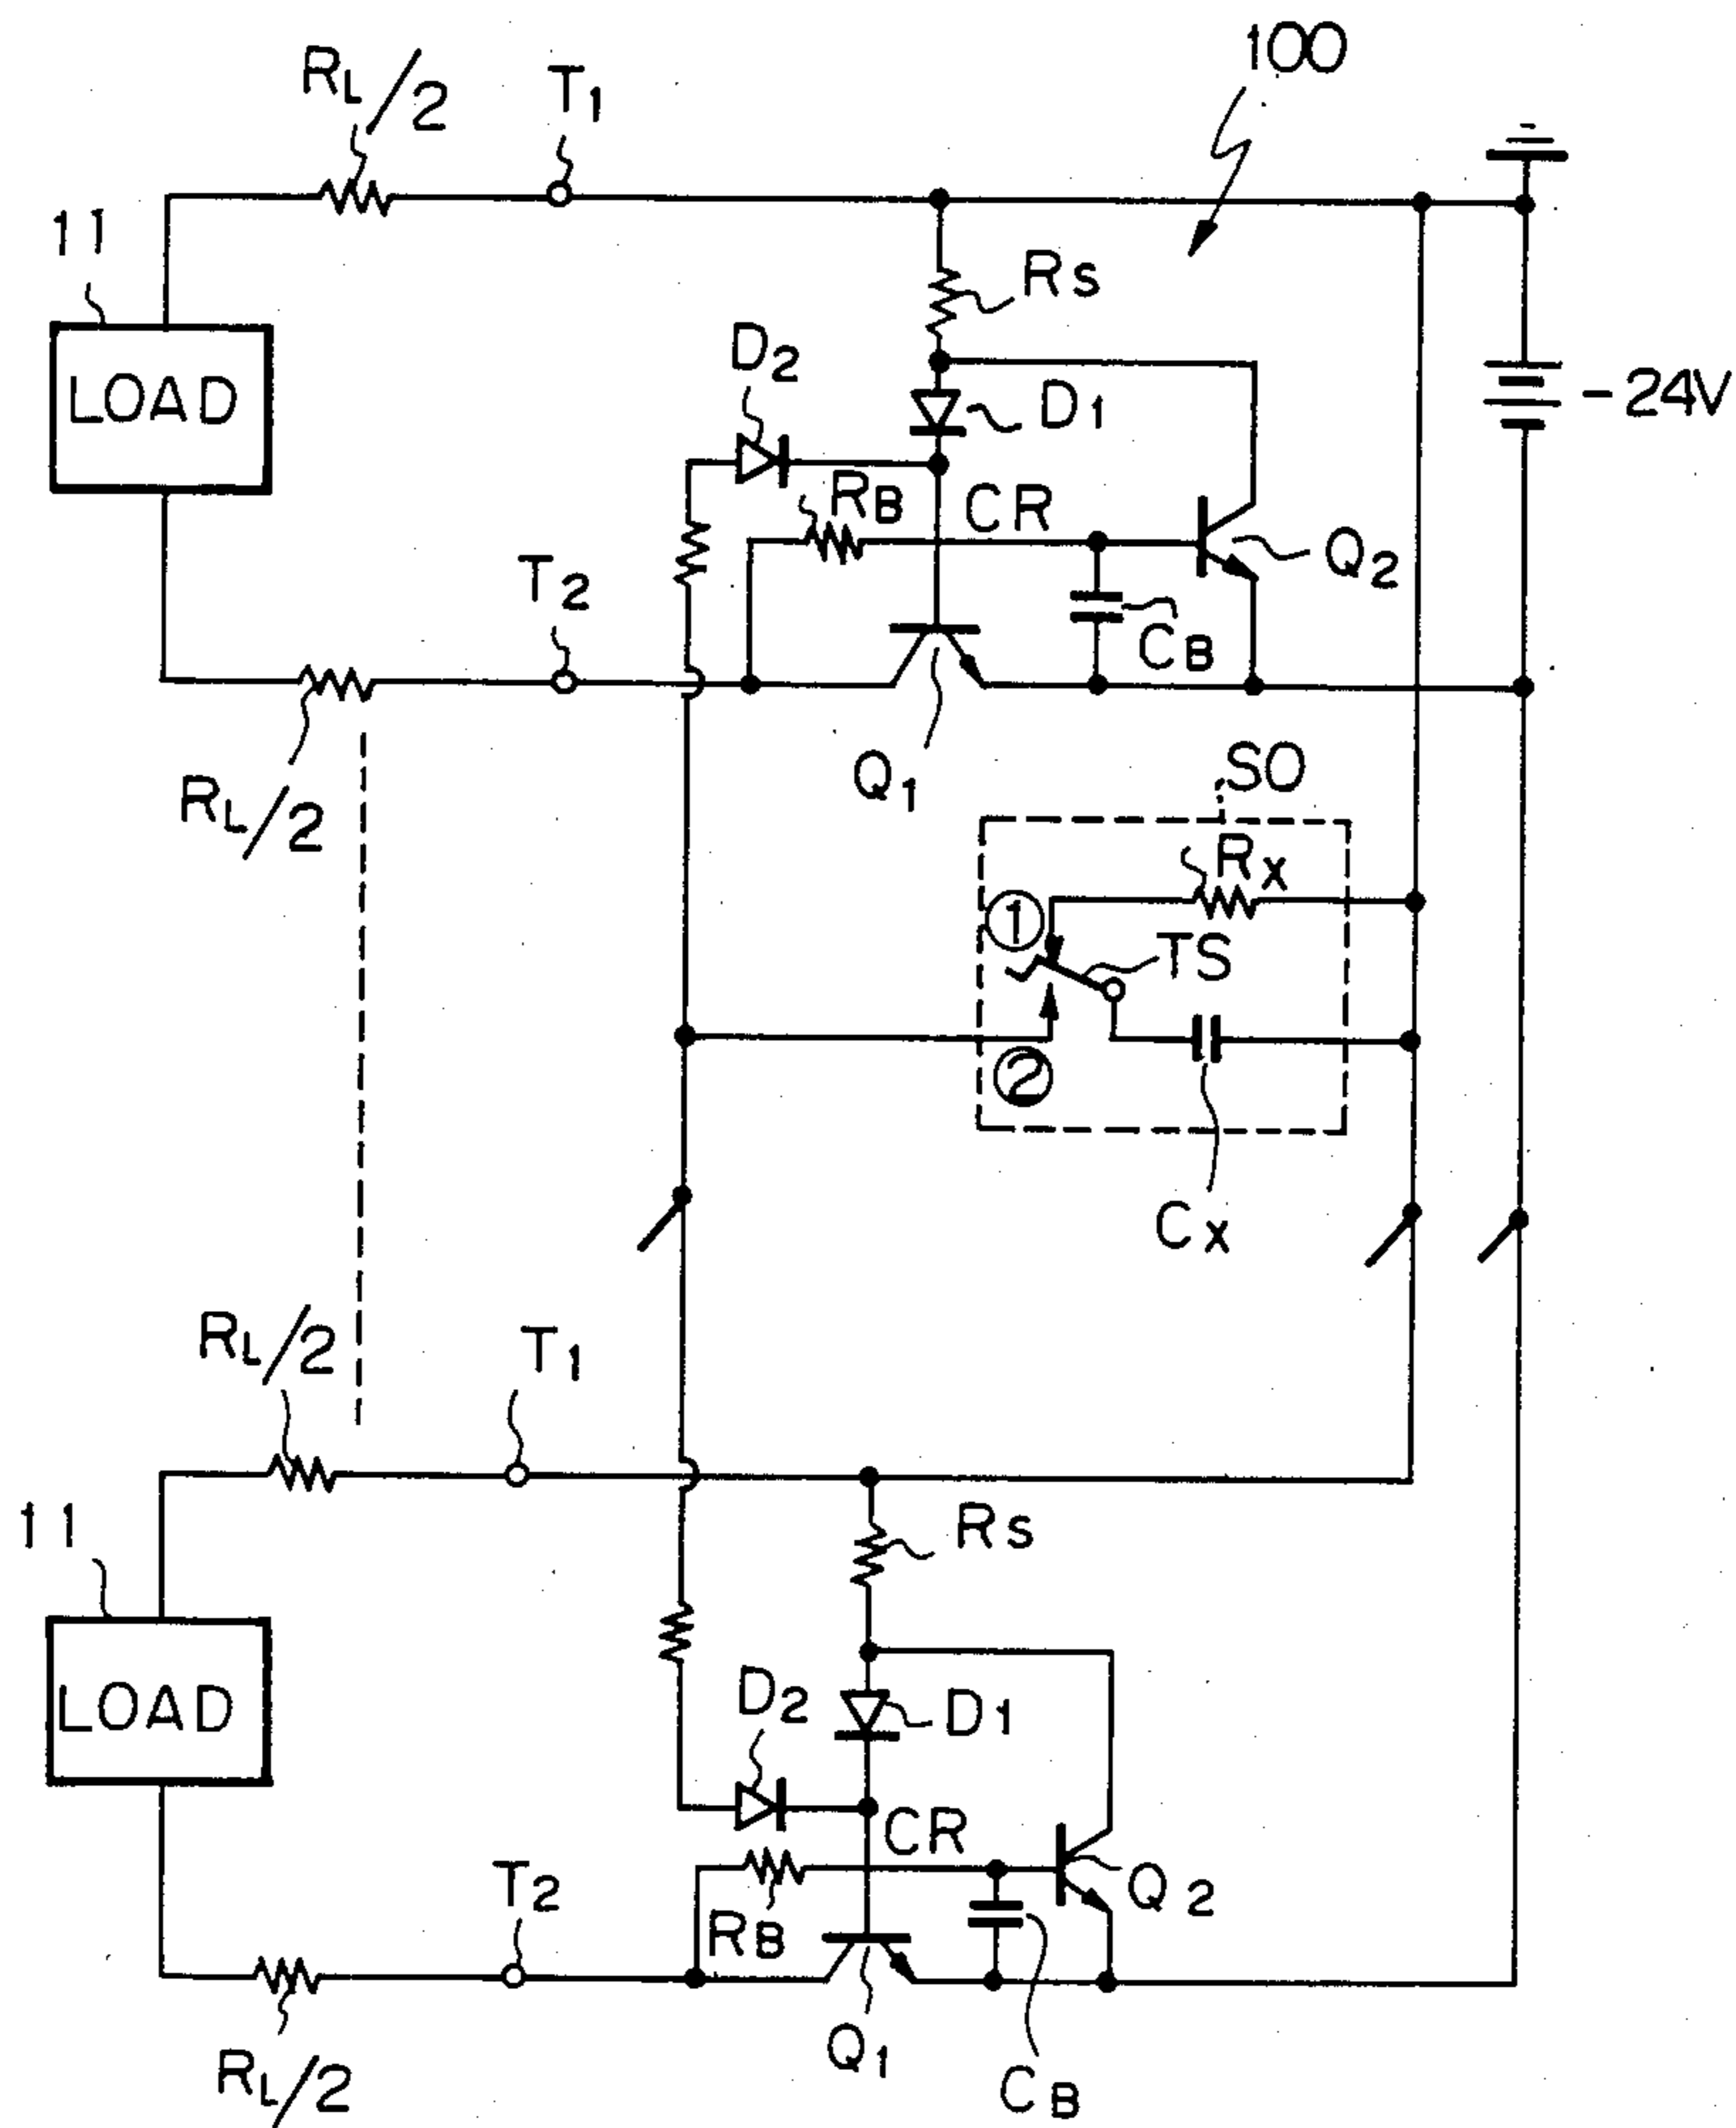 100
RL/2
T1
11
RS
D2
D1
LOAD
-24V
RB
CR
Q2
T2
CB
Q1
SO
RL/2
RX
①
TS
②
CX
RL/2
T1
11
RS
D2
D1
LOAD
CR
Q2
T2
RB
Q1
RL/2
CB